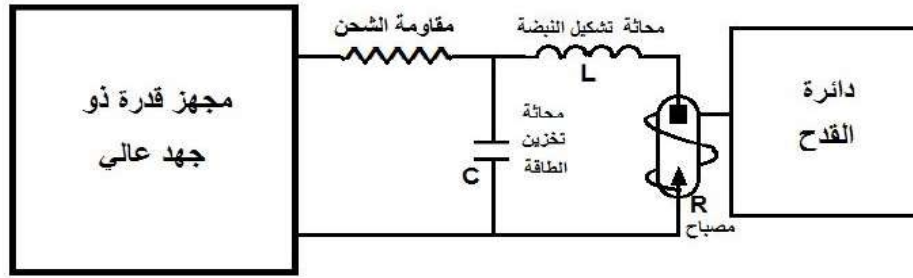 مجهز قدرة ذو
جهد عالي
مقاومة الشحن
محاثة تشكيل النبضة
L
محاثة
تخزين
الطاقة
C
R
مصباح
دائرة
القدح